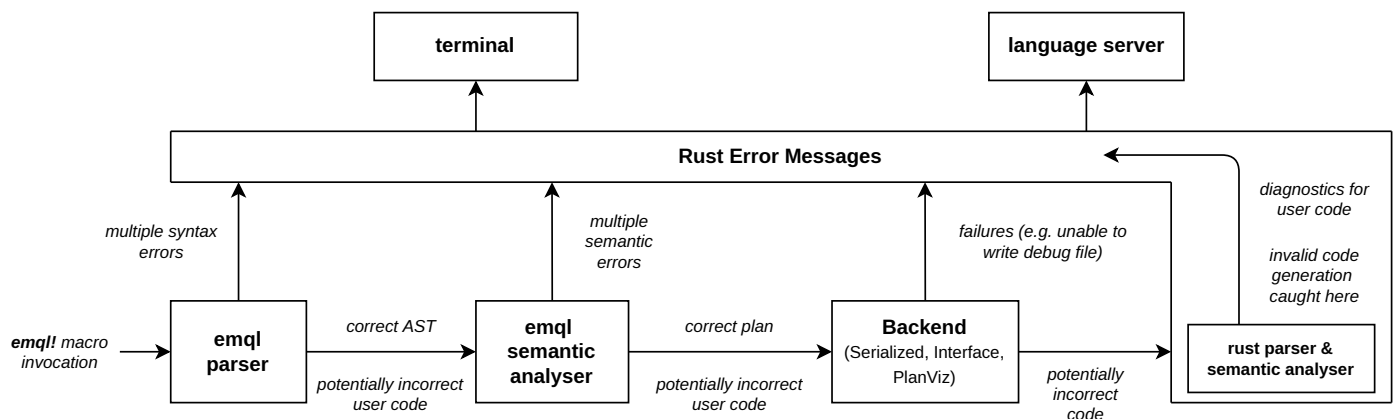 terminal
language server
Rust Error Messages
diagnostics for
user code
multiple syntax
errors
multiple
semantic
errors
failures (e.g. unable to
write debug file)
invalid code
generation
caught here
emql! macro
invocation
emql
parser
correct AST
potentially incorrect
user code
emql
semantic
analyser
correct plan
potentially incorrect
user code
Backend
(Serialized, Interface,
PlanViz)
potentially
incorrect
code
rust parser &
semantic analyser